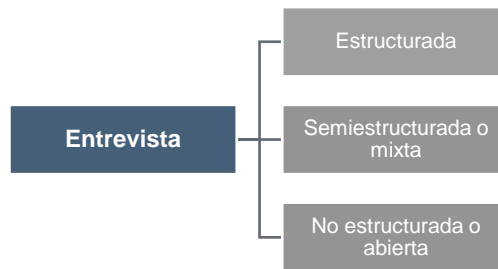 Entrevista
Estructurada
Semiestructurada o
mixta
No estructurada o
abierta